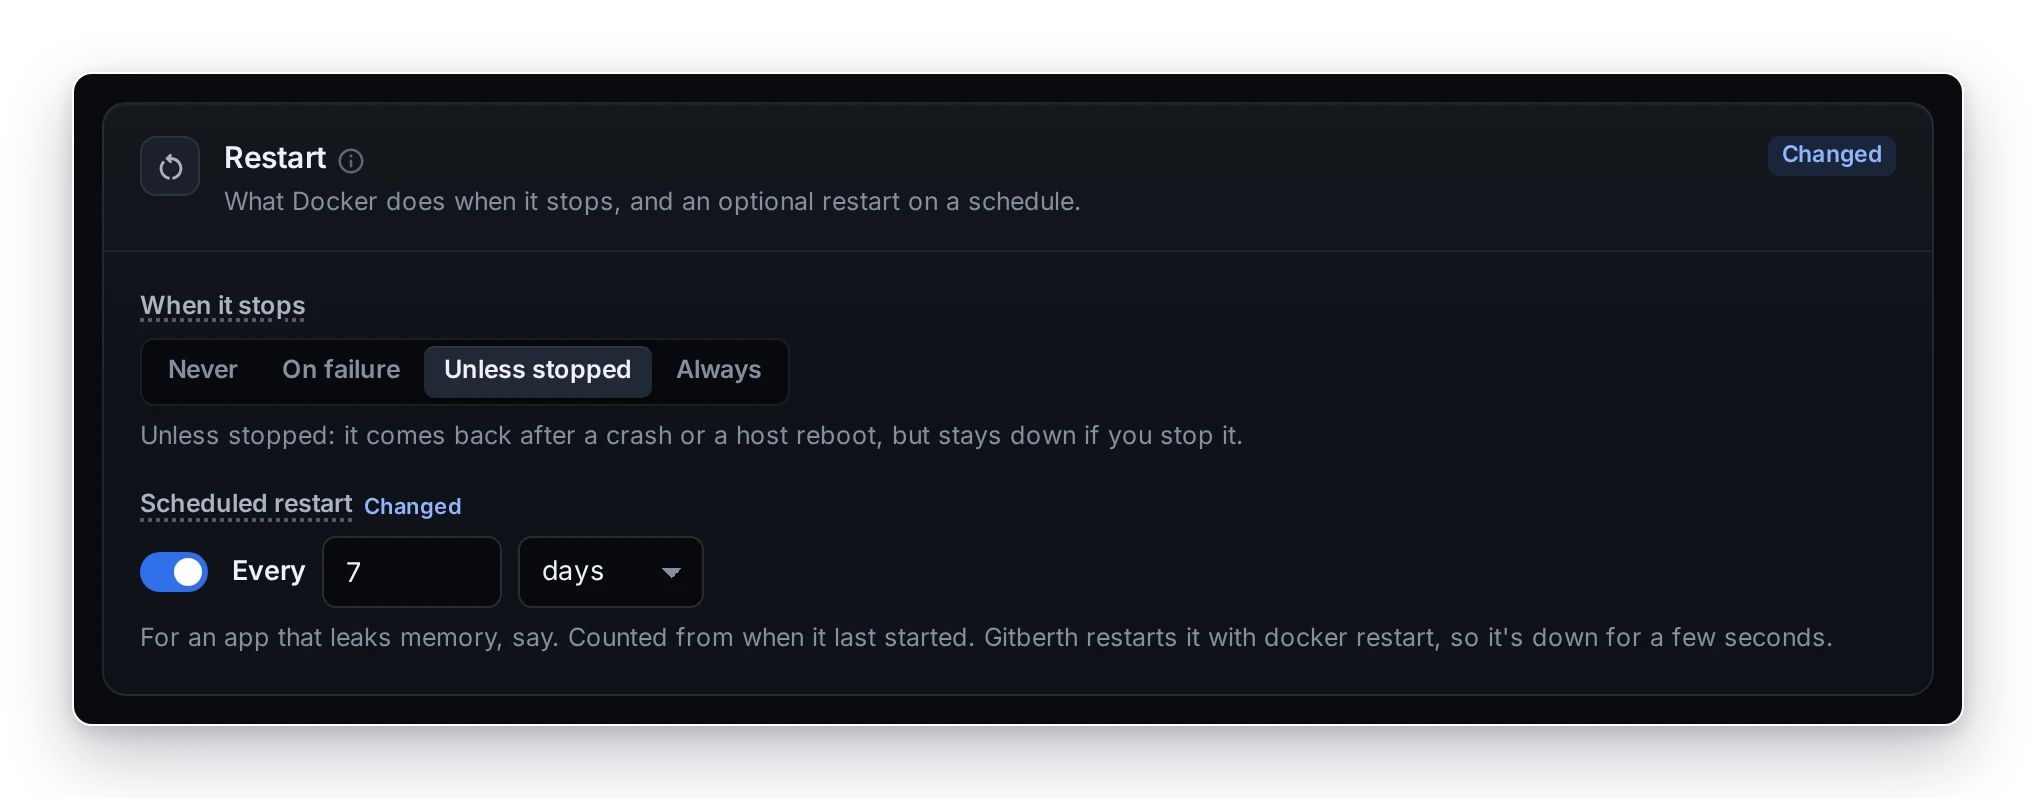 Restart
Changed
What Docker does when it stops, and an optional restart on a schedule.
When it stops
Never On failure Unless stopped Always
Unless stopped: it comes back after a crash or a host reboot, but stays down if you stop it.
Scheduled restart Changed
Every 7 days
For an app that leaks memory, say. Counted from when it last started. Gitberth restarts it with docker restart, so it's down for a few seconds.